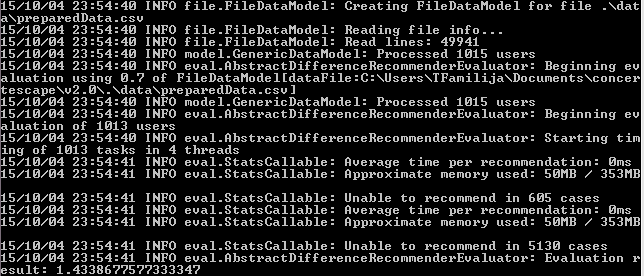 15/10/04 23:54:40 INFO file.FileDataModel: Creating FileDataModel for file .\dat
a\preparedData.csv
15/10/04 23:54:40 INFO file.FileDataModel: Reading file info...
15/10/04 23:54:40 INFO file.FileDataModel: Read lines: 49941
15/10/04 23:54:40 INFO model.GenericDataModel: Processed 1015 users
15/10/04 23:54:40 INFO eval.AbstractDifferenceRecommenderEvaluator: Beginning ev
aluation using 0.7 of FileDataModel[dataFile:C:\Users\TFamilija\Documents\concer
tescape\v2.0\.\data\preparedData.csv]
15/10/04 23:54:40 INFO model.GenericDataModel: Processed 1015 users
15/10/04 23:54:40 INFO eval.AbstractDifferenceRecommenderEvaluator: Beginning ev
aluation of 1013 users
15/10/04 23:54:40 INFO eval.AbstractDifferenceRecommenderEvaluator: Starting tim
ing of 1013 tasks in 4 threads
15/10/04 23:54:41 INFO eval.StatsCallable: Average time per recommendation: 0ms
15/10/04 23:54:41 INFO eval.StatsCallable: Approximate memory used: 50MB / 353MB
15/10/04 23:54:41 INFO eval.StatsCallable: Unable to recommend in 605 cases
15/10/04 23:54:41 INFO eval.StatsCallable: Average time per recommendation: 0ms
15/10/04 23:54:41 INFO eval.StatsCallable: Approximate memory used: 50MB / 353MB
15/10/04 23:54:41 INFO eval.StatsCallable: Unable to recommend in 5130 cases
15/10/04 23:54:41 INFO eval.AbstractDifferenceRecommenderEvaluator: Evaluation r
esult: 1.4338677577333347